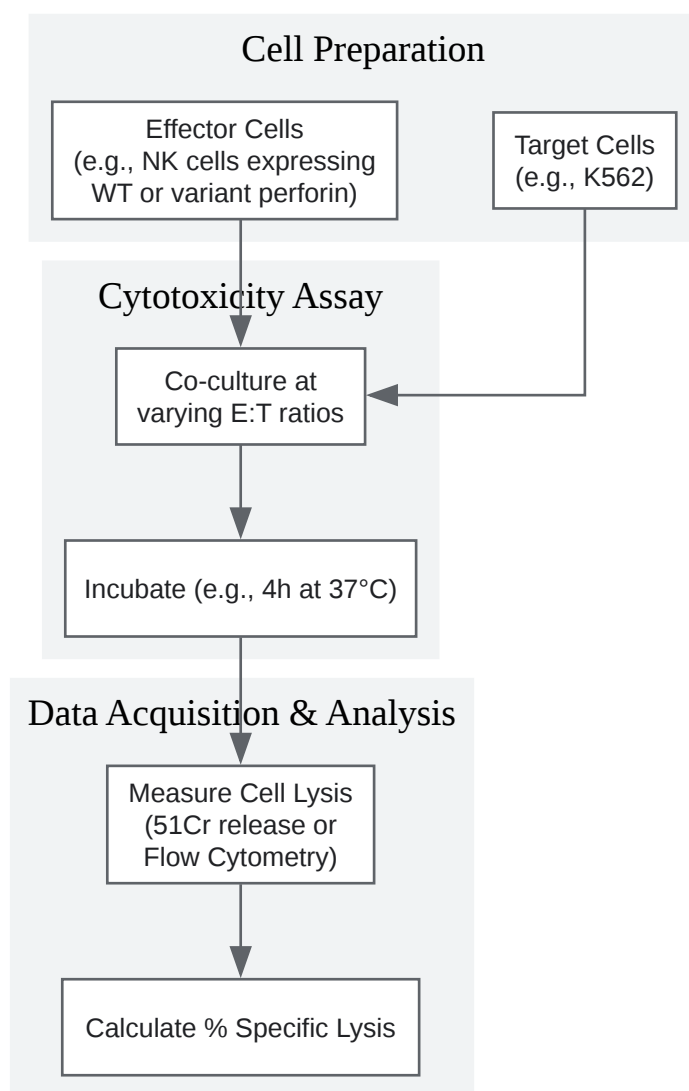 Cell Preparation
Effector Cells
(e.g., NK cells expressing
WT or variant perforin)
Target Cells
(e.g., K562)
Cytotoxicity Assay
Co-culture at
varying E:T ratios
Incubate (e.g., 4h at 37°C)
Data Acquisition & Analysis
Measure Cell Lysis
(51Cr release or
Flow Cytometry)
Calculate % Specific Lysis